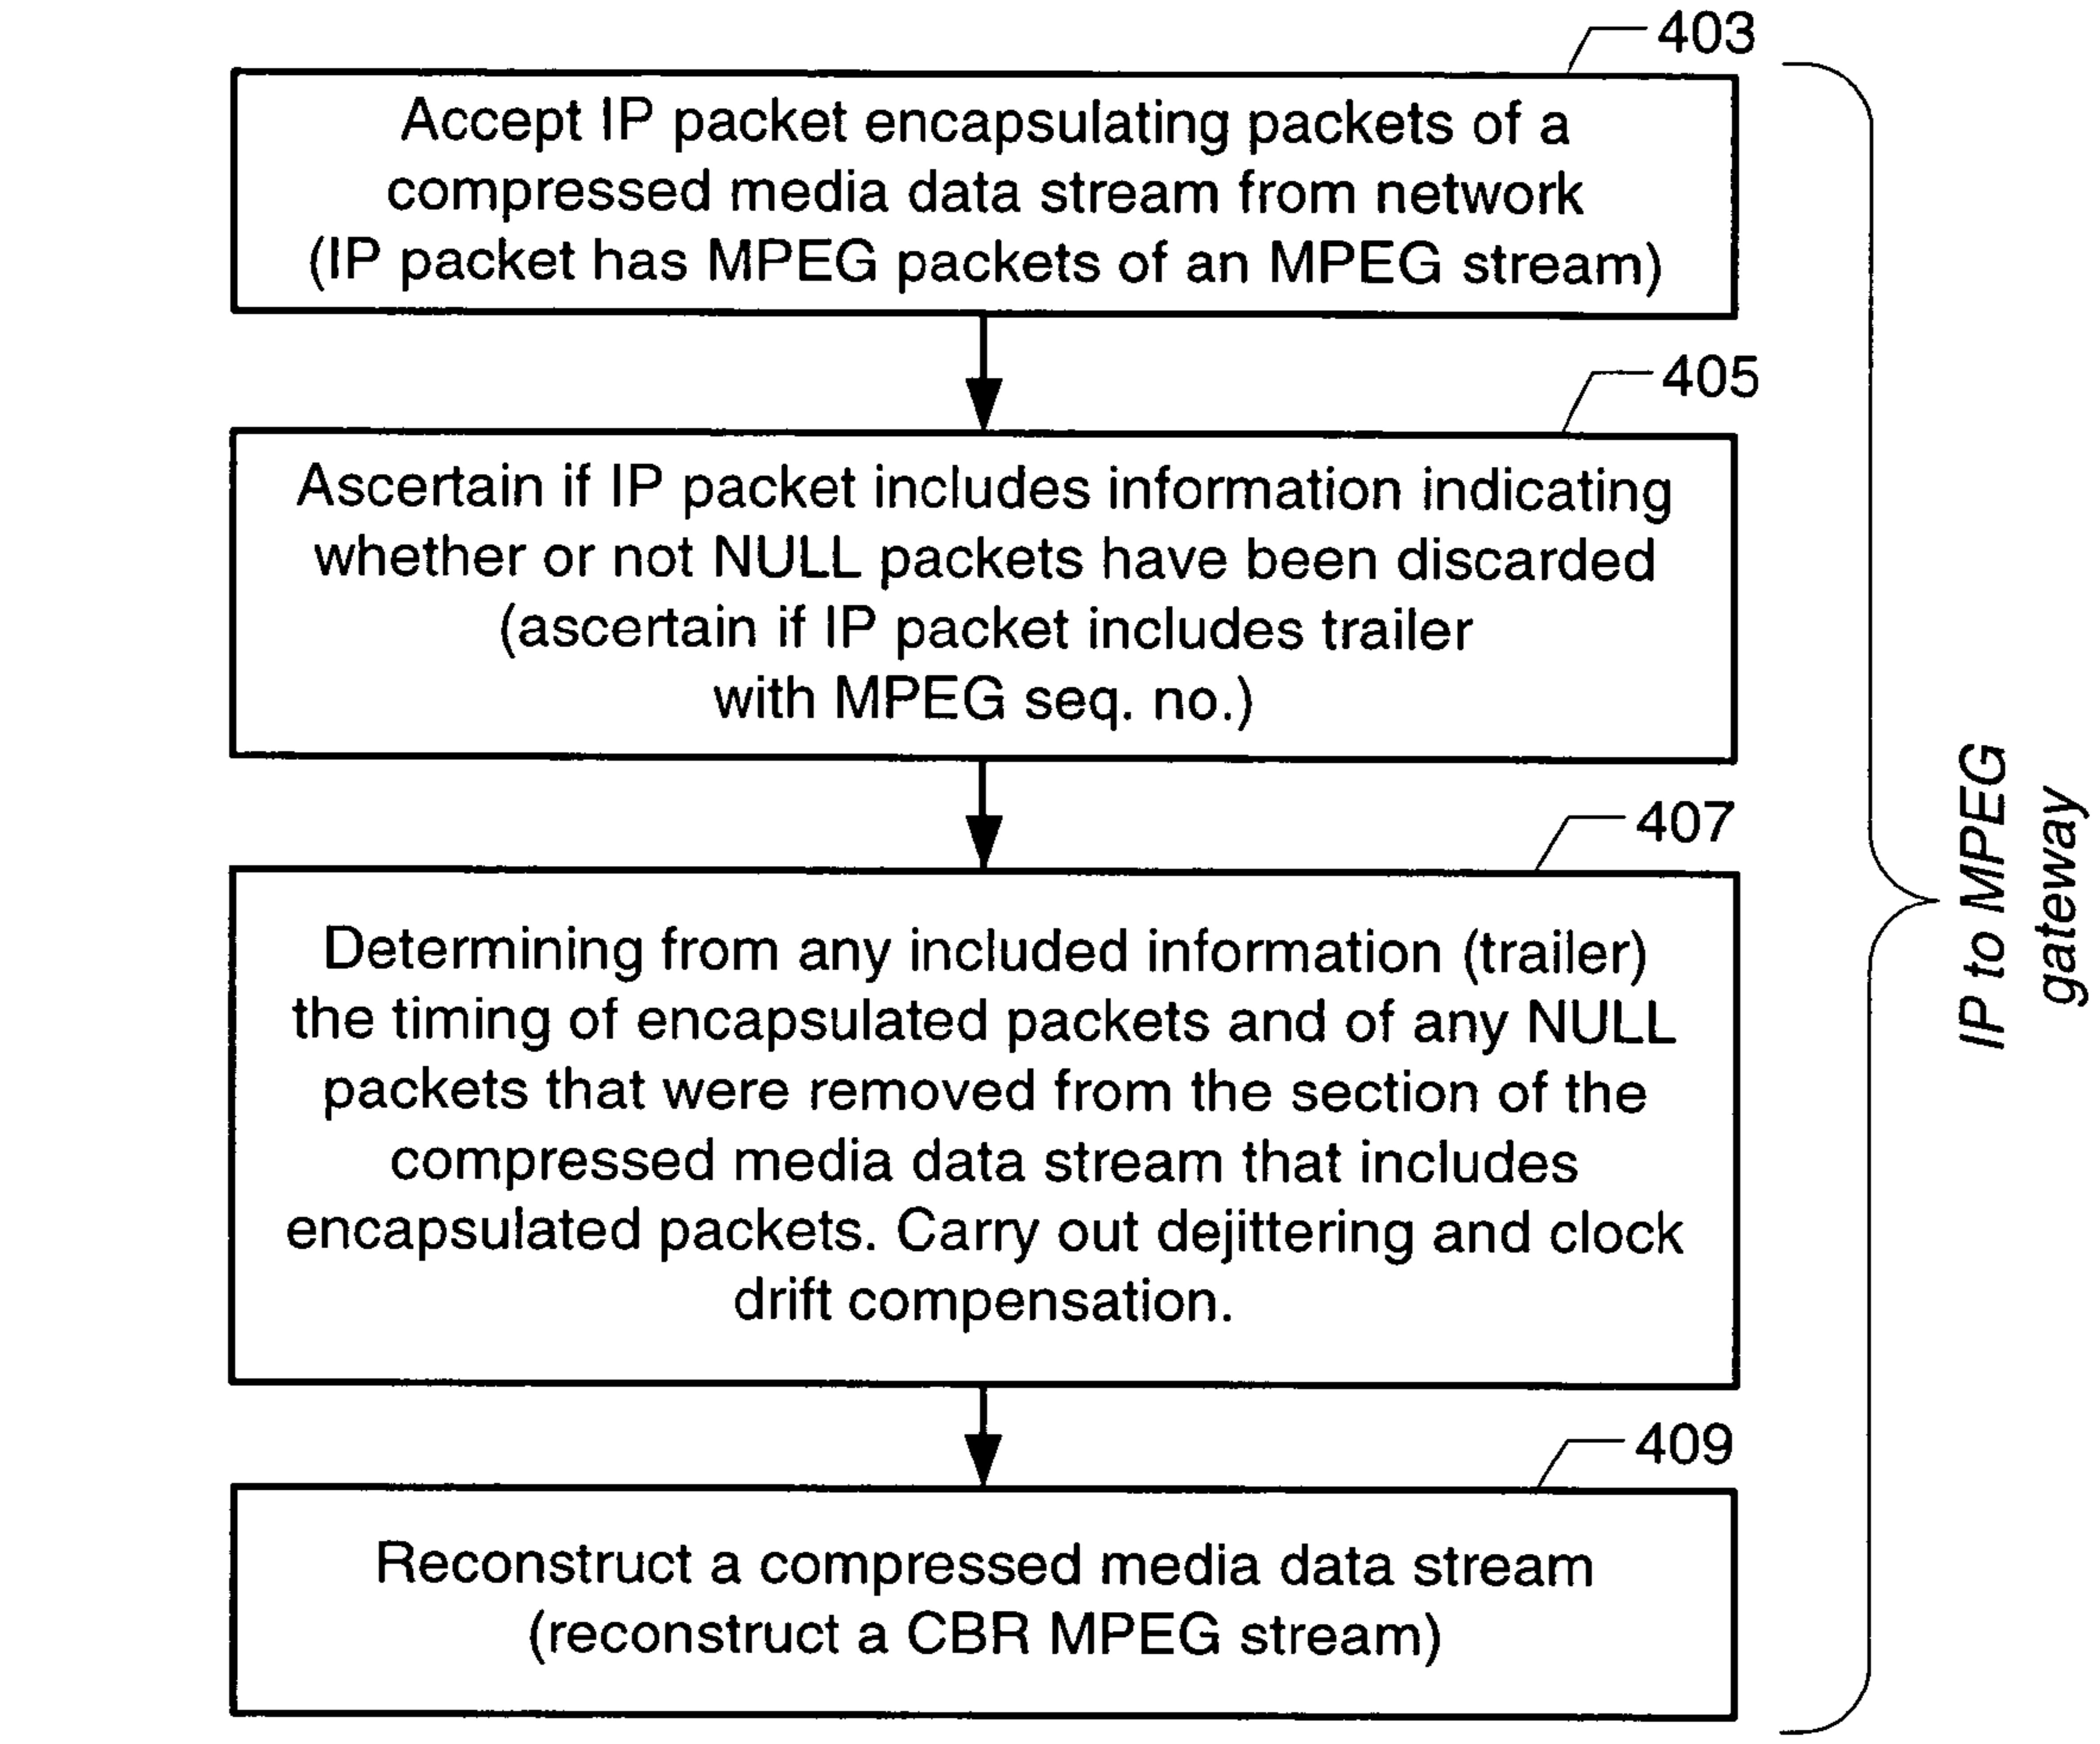 403
Accept IP packet encapsulating packets of a
compressed media data stream from network
(IP packet has MPEG packets of an MPEG stream)
405
Ascertain if IP packet includes information indicating
whether or not NULL packets have been discarded
(ascertain if IP packet includes trailer
with MPEG seq. no.)
407
Determining from any included information (trailer)
the timing of encapsulated packets and of any NULL
packets that were removed from the section of the
compressed media data stream that includes
encapsulated packets. Carry out dejittering and clock
drift compensation.
409
Reconstruct a compressed media data stream
(reconstruct a CBR MPEG stream)
IP to MPEG
gateway